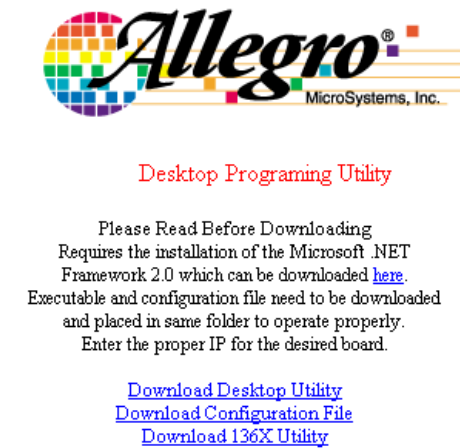 Allegro®
MicroSystems, Inc.
Desktop Programing Utility
Please Read Before Downloading
Requires the installation of the Microsoft .NET
Framework 2.0 which can be downloaded here.
Executable and configuration file need to be downloaded
and placed in same folder to operate properly.
Enter the proper IP for the desired board.
Download Desktop Utility
Download Configuration File
Download 136X Utility